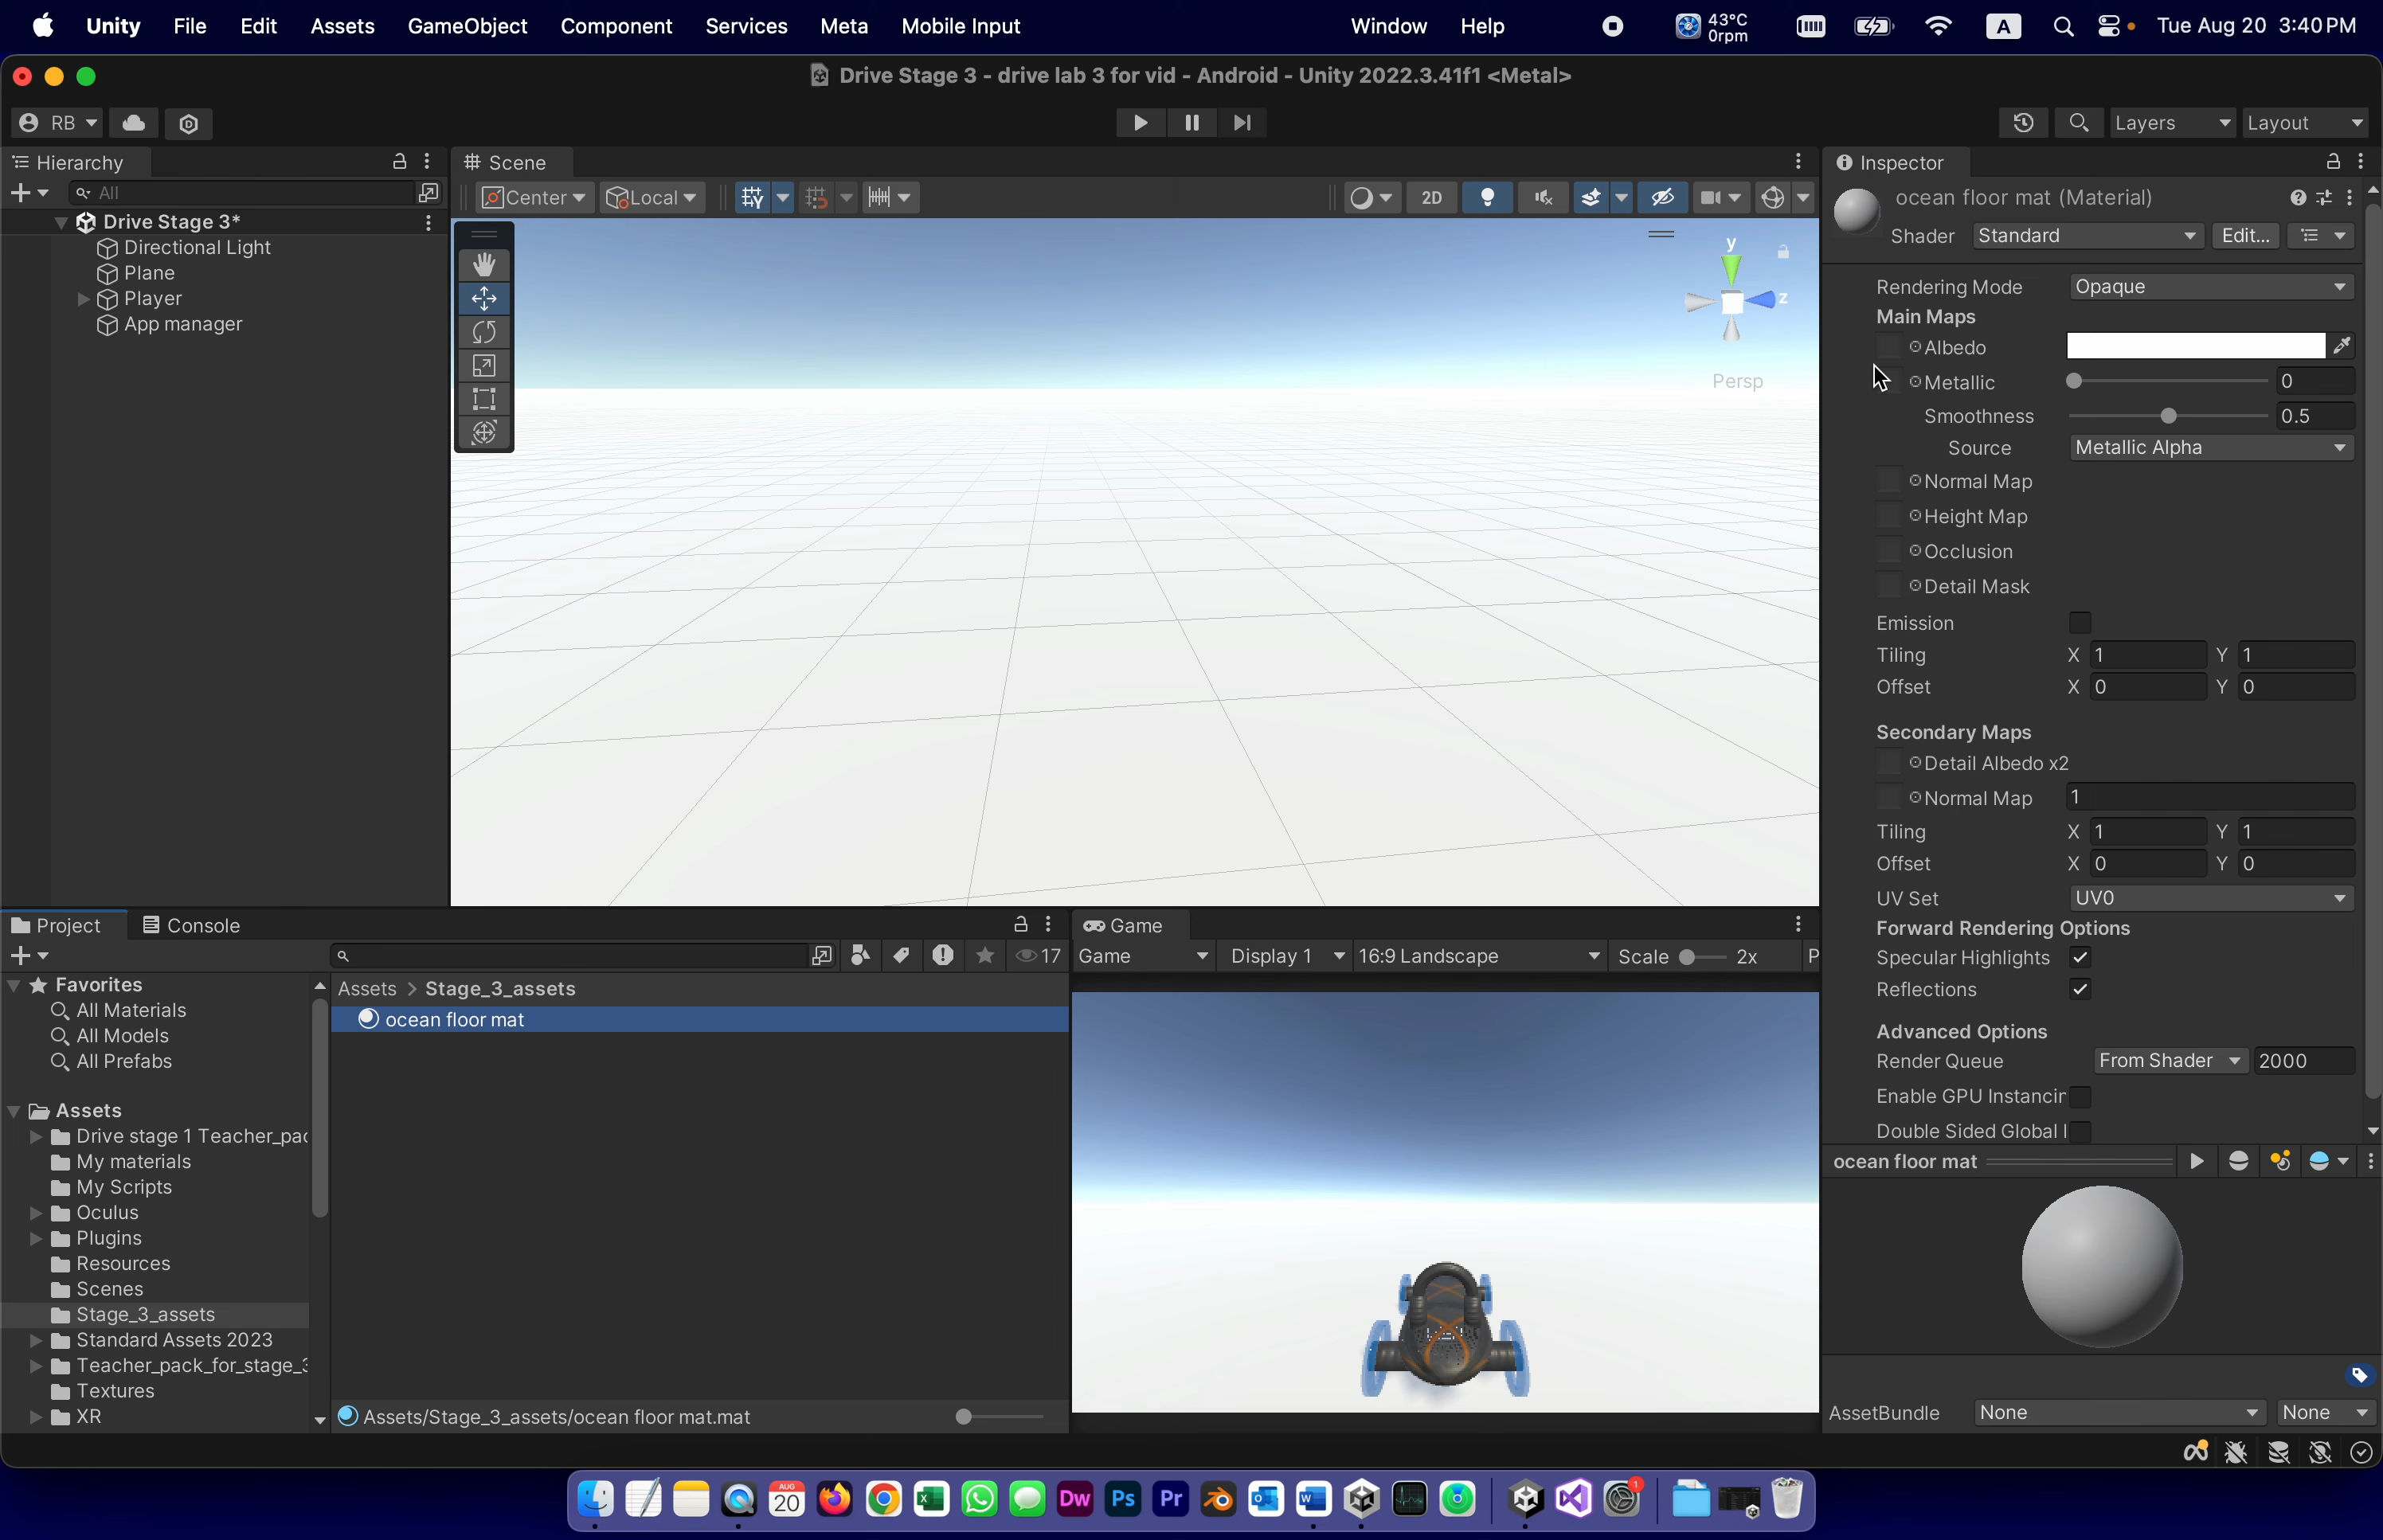 Unity File Edit Assets GameObject Component Services Meta Mobile Input Window Help 43°C 0rpm A Tue Aug 20 3:40 PM
Drive Stage 3 - drive lab 3 for vid - Android - Unity 2022.3.41f1 <Metal>
RB Layers Layout
Hierarchy
All
Drive Stage 3*
Directional Light
Plane
Player
App manager
Scene
Center Local 2D
y
z
Persp
Inspector
ocean floor mat (Material)
Shader Standard Edit...
Rendering Mode Opaque
Main Maps
Albedo
Metallic 0
Smoothness 0.5
Source Metallic Alpha
Normal Map
Height Map
Occlusion
Detail Mask
Emission
Tiling X 1 Y 1
Offset X 0 Y 0
Secondary Maps
Detail Albedo x2
Normal Map 1
Tiling X 1 Y 1
Offset X 0 Y 0
UV Set UV0
Forward Rendering Options
Specular Highlights
Reflections
Advanced Options
Render Queue From Shader 2000
Enable GPU Instancin
Double Sided Global I
ocean floor mat
AssetBundle None None
Project Console
17
Favorites
All Materials
All Models
All Prefabs
Assets
Drive stage 1 Teacher_pac
My materials
My Scripts
Oculus
Plugins
Resources
Scenes
Stage_3_assets
Standard Assets 2023
Teacher_pack_for_stage_3
Textures
XR
Assets > Stage_3_assets
ocean floor mat
Assets/Stage_3_assets/ocean floor mat.mat
Game
Game Display 1 16:9 Landscape Scale 2x P
AUG
20
Dw Ps Pr
1